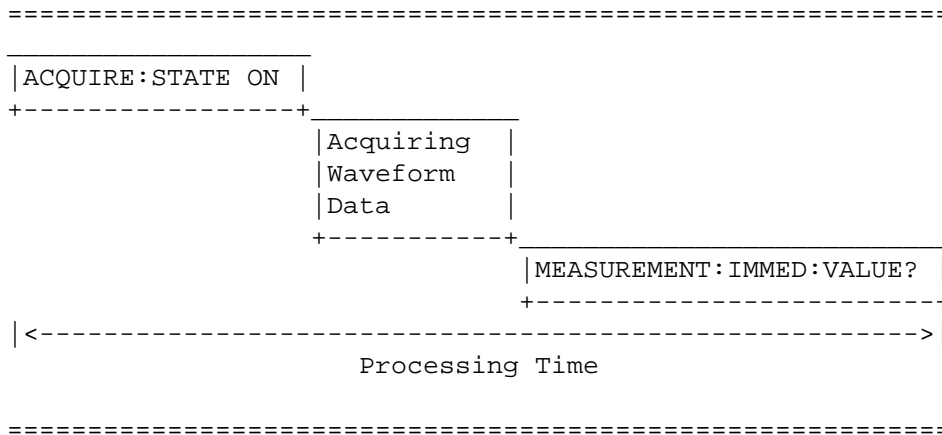 ACQUIRE:STATE ON
Acquiring
Waveform
Data
MEASUREMENT:IMMED:VALUE?
Processing Time